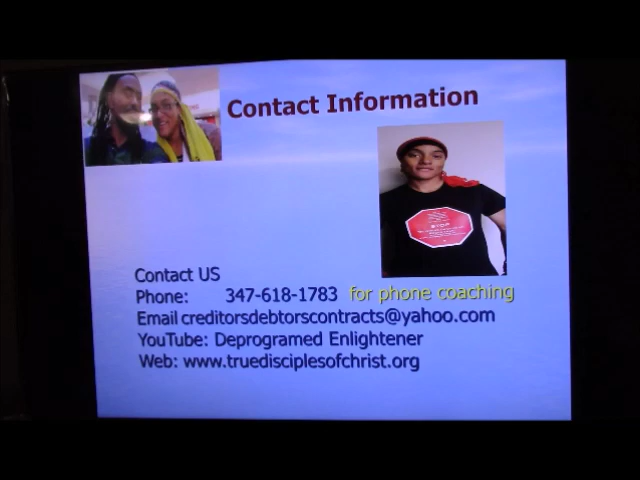 Contact Information
STOP
Contact US
Phone: 347-618-1783 for phone coaching
Email creditorsdebtorscontracts@yahoo.com
YouTube: Deprogramed Enlightener
Web: www.truedisciplesofchrist.org